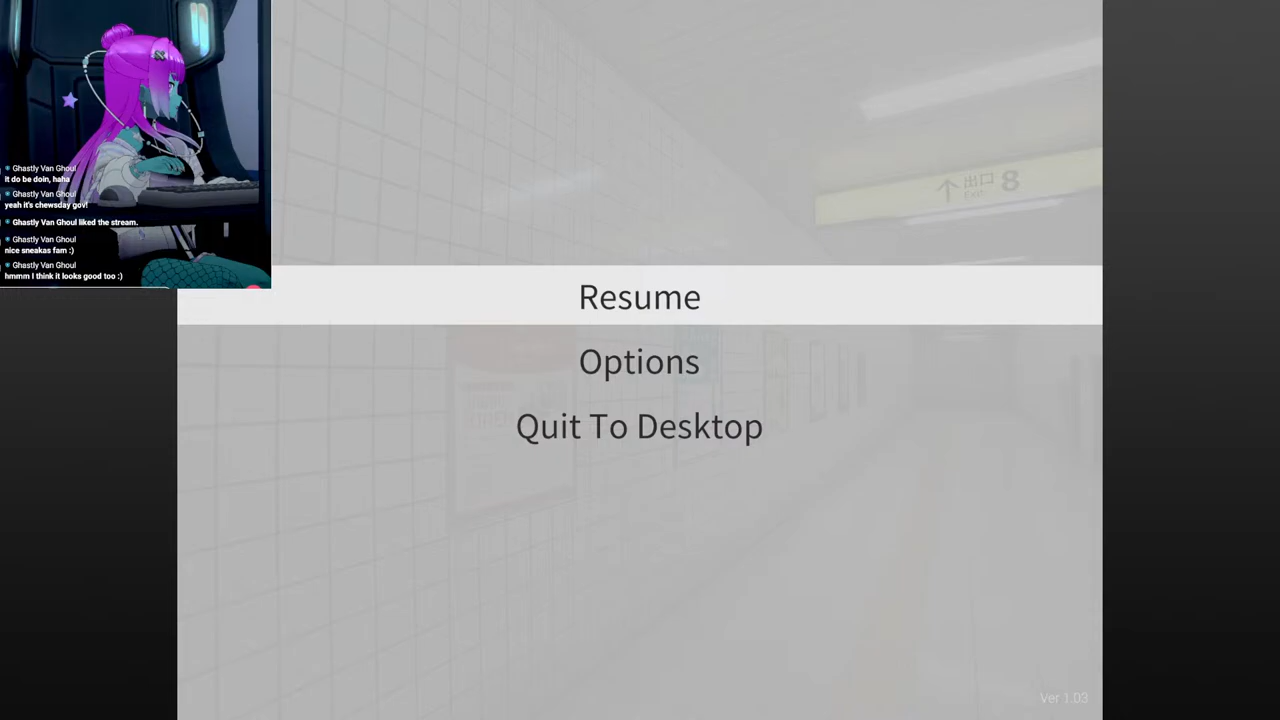 Ghastly Van Ghoul
It do be doin, haha
Ghastly Van Ghoul
yeah it's chewsday gov!
Ghastly Van Ghoul liked the stream.
Ghastly Van Ghoul
nice sneakas fam :)
Ghastly Van Ghoul
hmmm I think it looks good too :)
↑ 出口 8
Exit
Resume
Options
Quit To Desktop
Ver 1.03